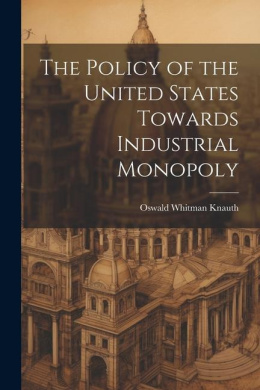 The Policy of the
United States
Towards
Industrial
Monopoly
Oswald Whitman Knauth